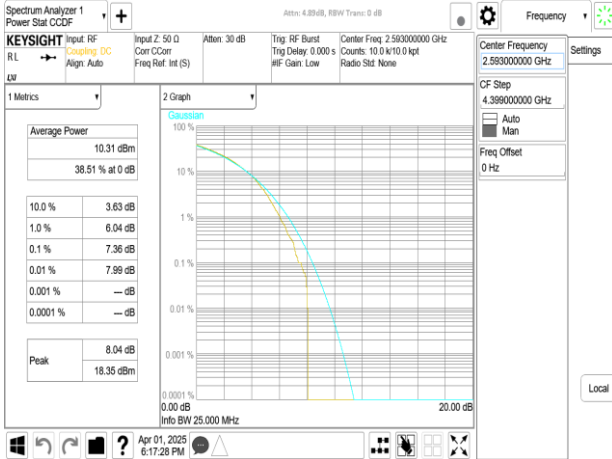 Spectrum Analyzer 1
Power Stat CCDF
Attn: 4.89dB, RBW Trans: 0 dB
Frequency
KEYSIGHT
RL
LXI
Input: RF
Coupling: DC
Align: Auto
Input Z: 50 Ω
Corr CCorr
Freq Ref: Int (S)
Atten: 30 dB
Trig: RF Burst
Trig Delay: 0.000 s
#IF Gain: Low
Center Freq: 2.593000000 GHz
Counts: 10.0 k/10.0 kpt
Radio Std: None
Center Frequency
2.593000000 GHz
Settings
CF Step
4.399000000 GHz
Auto
Man
Freq Offset
0 Hz
Local
1 Metrics
Average Power
10.31 dBm
38.51 % at 0 dB
10.0 % 3.63 dB
1.0 % 6.04 dB
0.1 % 7.36 dB
0.01 % 7.99 dB
0.001 % --- dB
0.0001 % --- dB
Peak
8.04 dB
18.35 dBm
2 Graph
Gaussian
100 %
10 %
1 %
0.1 %
0.01 %
0.001 %
0.0001 %
0.00 dB 20.00 dB
Info BW 25.000 MHz
?
Apr 01, 2025
6:17:28 PM